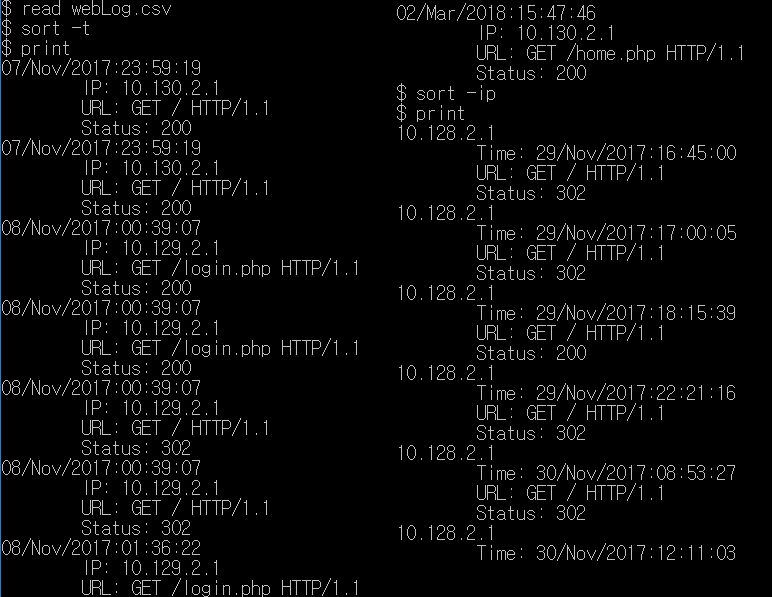 $ read webLog.csv
$ sort -t
$ print
07/Nov/2017:23:59:19
IP: 10.130.2.1
URL: GET / HTTP/1.1
Status: 200
07/Nov/2017:23:59:19
IP: 10.130.2.1
URL: GET / HTTP/1.1
Status: 200
08/Nov/2017:00:39:07
IP: 10.129.2.1
URL: GET /login.php HTTP/1.1
Status: 200
08/Nov/2017:00:39:07
IP: 10.129.2.1
URL: GET /login.php HTTP/1.1
Status: 200
08/Nov/2017:00:39:07
IP: 10.129.2.1
URL: GET / HTTP/1.1
Status: 302
08/Nov/2017:00:39:07
IP: 10.129.2.1
URL: GET / HTTP/1.1
Status: 302
08/Nov/2017:01:36:22
IP: 10.129.2.1
URL: GET /login.php HTTP/1.1
02/Mar/2018:15:47:46
IP: 10.130.2.1
URL: GET /home.php HTTP/1.1
Status: 200
$ sort -ip
$ print
10.128.2.1
Time: 29/Nov/2017:16:45:00
URL: GET / HTTP/1.1
Status: 302
10.128.2.1
Time: 29/Nov/2017:17:00:05
URL: GET / HTTP/1.1
Status: 302
10.128.2.1
Time: 29/Nov/2017:18:15:39
URL: GET / HTTP/1.1
Status: 200
10.128.2.1
Time: 29/Nov/2017:22:21:16
URL: GET / HTTP/1.1
Status: 302
10.128.2.1
Time: 30/Nov/2017:08:53:27
URL: GET / HTTP/1.1
Status: 302
10.128.2.1
Time: 30/Nov/2017:12:11:03